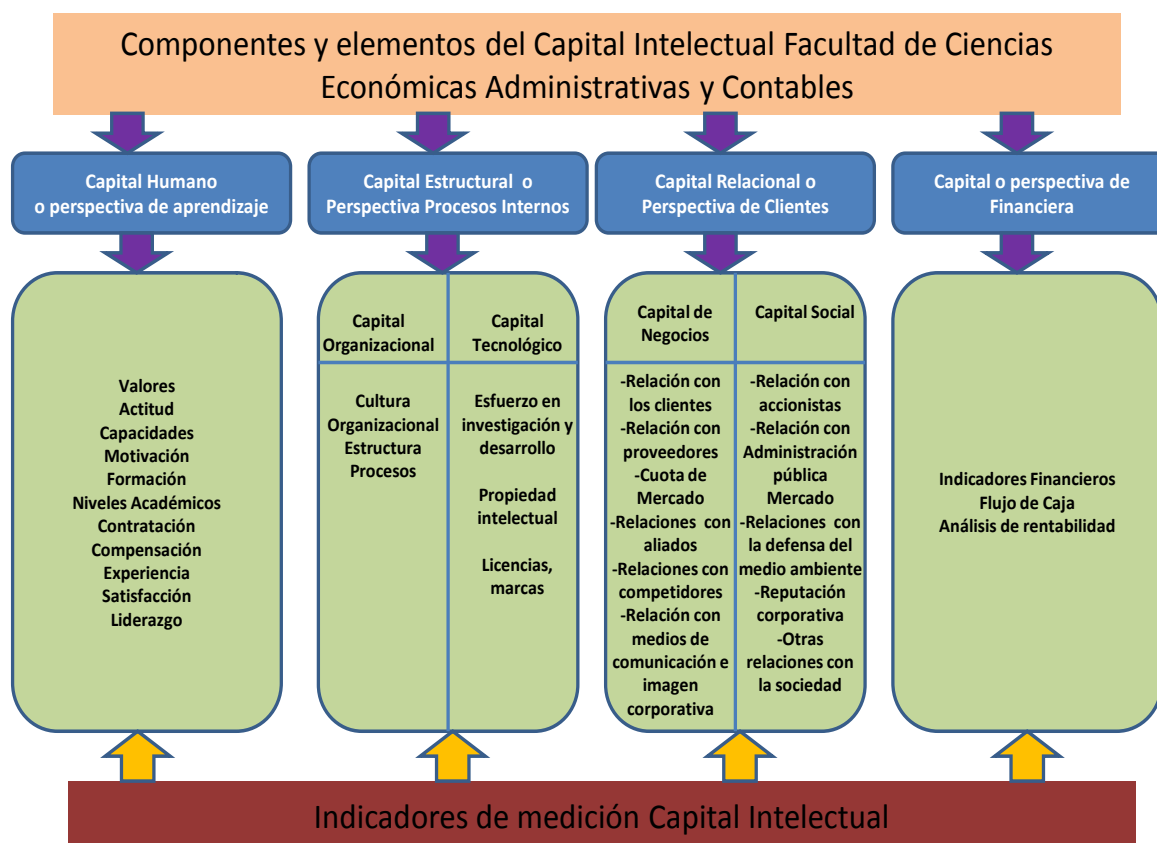 Componentes y elementos del Capital Intelectual Facultad de Ciencias
Económicas Administrativas y Contables
Capital Humano
o perspectiva de aprendizaje
Capital Estructural o
Perspectiva Procesos Internos
Capital Relacional o
Perspectiva de Clientes
Capital o perspectiva de
Financiera
Valores
Actitud
Capacidades
Motivación
Formación
Niveles Académicos
Contratación
Compensación
Experiencia
Satisfacción
Liderazgo
Capital
Organizacional
Cultura
Organizacional
Estructura
Procesos
Capital
Tecnológico
Esfuerzo en
investigación y
desarrollo
Propiedad
intelectual
Licencias,
marcas
Capital de
Negocios
-Relación con
los clientes
-Relación con
proveedores
-Cuota de
Mercado
-Relaciones con
aliados
-Relaciones con
competidores
-Relación con
medios de
comunicación e
imagen
corporativa
Capital Social
-Relación con
accionistas
-Relación con
Administración
pública
Mercado
-Relaciones con
la defensa del
medio ambiente
-Reputación
corporativa
-Otras
relaciones con
la sociedad
Indicadores Financieros
Flujo de Caja
Análisis de rentabilidad
Indicadores de medición Capital Intelectual